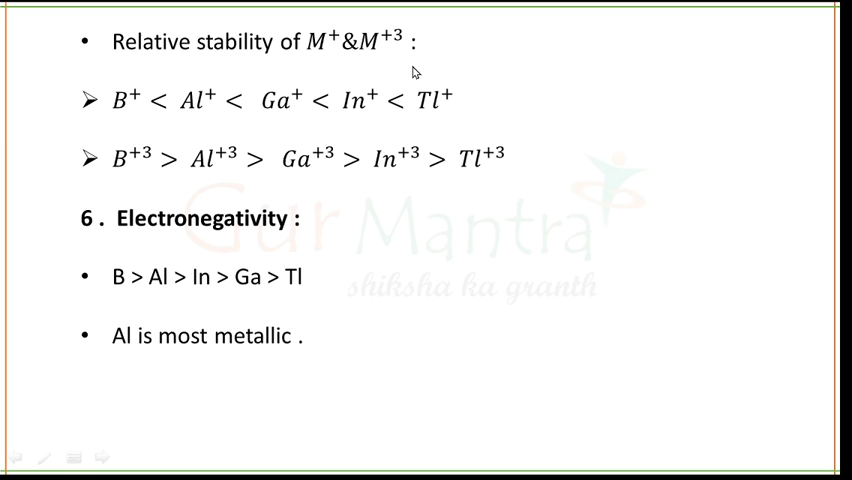 • Relative stability of M⁺&M⁺³ :
➢ B⁺ < Al⁺ < Ga⁺ < In⁺ < Tl⁺
➢ B⁺³ > Al⁺³ > Ga⁺³ > In⁺³ > Tl⁺³
Gur Mantra
6 . Electronegativity :
• B > Al > In > Ga > Tl
shiksha ka granth
• Al is most metallic .